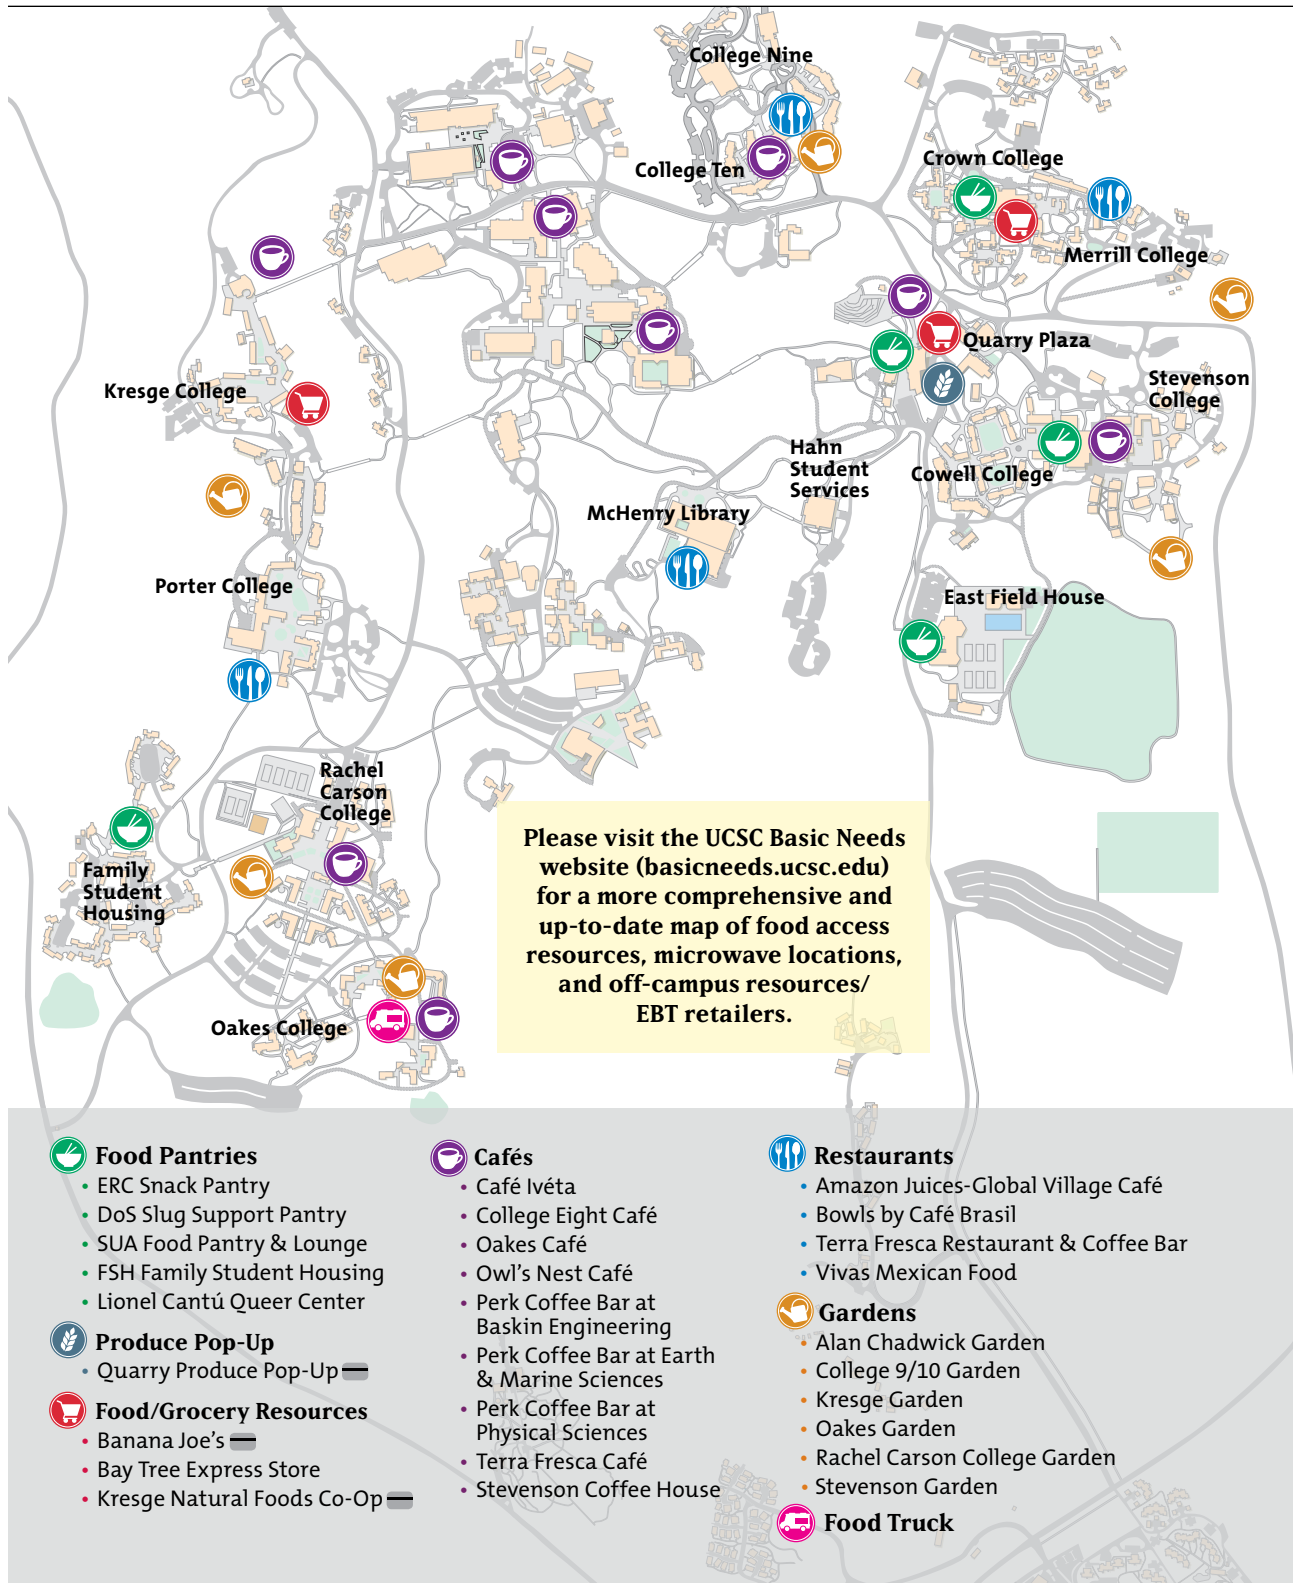 College Nine
College Ten
Crown College
Merrill College
Quarry Plaza
Kresge College
Stevenson
College
Hahn
Student
Services
Cowell College
McHenry Library
Porter College
East Field House
Rachel
Carson
College
Family
Student
Housing
Oakes College
Please visit the UCSC Basic Needs
website (basicneeds.ucsc.edu)
for a more comprehensive and
up-to-date map of food access
resources, microwave locations,
and off-campus resources/
EBT retailers.
Food Pantries
• ERC Snack Pantry
• DoS Slug Support Pantry
• SUA Food Pantry & Lounge
• FSH Family Student Housing
• Lionel Cantú Queer Center
Produce Pop-Up
• Quarry Produce Pop-Up
Food/Grocery Resources
• Banana Joe's
• Bay Tree Express Store
• Kresge Natural Foods Co-Op
Cafés
• Café Ivéta
• College Eight Café
• Oakes Café
• Owl's Nest Café
• Perk Coffee Bar at
Baskin Engineering
• Perk Coffee Bar at Earth
& Marine Sciences
• Perk Coffee Bar at
Physical Sciences
• Terra Fresca Café
• Stevenson Coffee House
Restaurants
• Amazon Juices-Global Village Café
• Bowls by Café Brasil
• Terra Fresca Restaurant & Coffee Bar
• Vivas Mexican Food
Gardens
• Alan Chadwick Garden
• College 9/10 Garden
• Kresge Garden
• Oakes Garden
• Rachel Carson College Garden
• Stevenson Garden
Food Truck